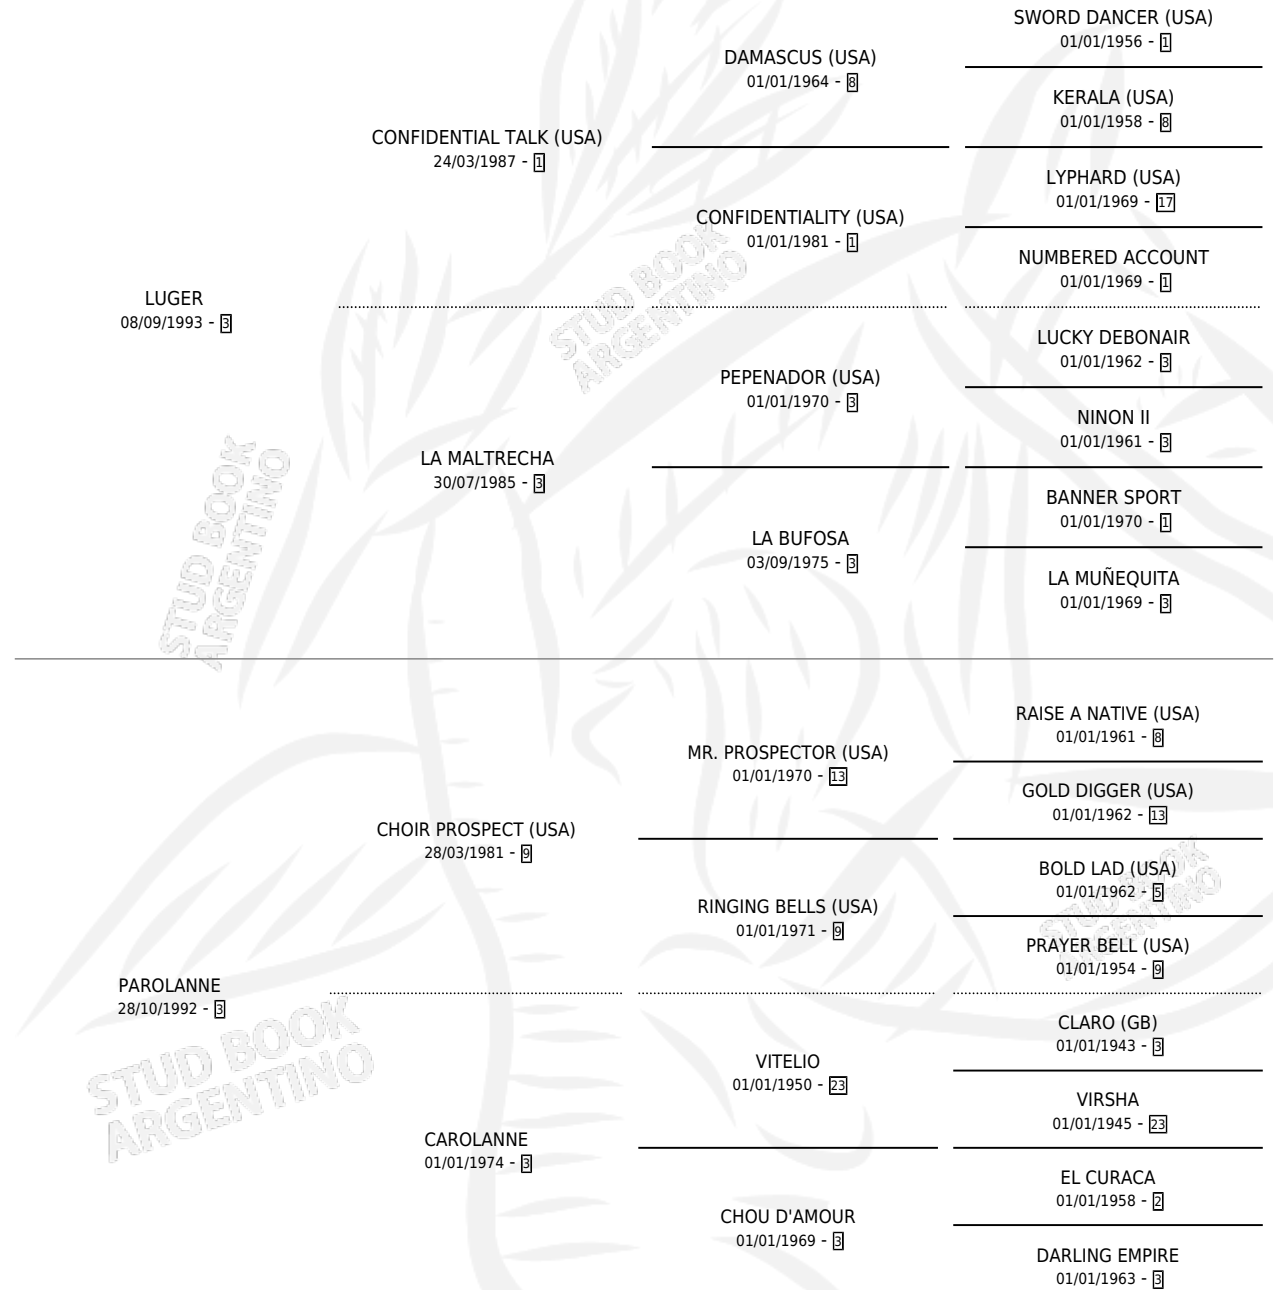 SWORD DANCER (USA)
01/01/1956 - 1
DAMASCUS (USA)
01/01/1964 - 8
KERALA (USA)
01/01/1958 - 8
CONFIDENTIAL TALK (USA)
24/03/1987 - 1
LYPHARD (USA)
01/01/1969 - 17
CONFIDENTIALITY (USA)
01/01/1981 - 1
NUMBERED ACCOUNT
01/01/1969 - 1
LUGER
08/09/1993 - 3
LUCKY DEBONAIR
01/01/1962 - 3
PEPENADOR (USA)
01/01/1970 - 3
NINON II
01/01/1961 - 3
LA MALTRECHA
30/07/1985 - 3
BANNER SPORT
01/01/1970 - 1
LA BUFOSA
03/09/1975 - 3
LA MUÑEQUITA
01/01/1969 - 3
RAISE A NATIVE (USA)
01/01/1961 - 8
MR. PROSPECTOR (USA)
01/01/1970 - 13
GOLD DIGGER (USA)
01/01/1962 - 13
CHOIR PROSPECT (USA)
28/03/1981 - 9
BOLD LAD (USA)
01/01/1962 - 5
RINGING BELLS (USA)
01/01/1971 - 9
PRAYER BELL (USA)
01/01/1954 - 9
PAROLANNE
28/10/1992 - 3
CLARO (GB)
01/01/1943 - 3
VITELIO
01/01/1950 - 23
VIRSHA
01/01/1945 - 23
CAROLANNE
01/01/1974 - 3
EL CURACA
01/01/1958 - 2
CHOU D'AMOUR
01/01/1969 - 3
DARLING EMPIRE
01/01/1963 - 3
STUD BOOK
ARGENTINO
STUD BOOK
ARGENTINO
STUD BOOK
ARGENTINO
STUD BOOK
ARGENTINO